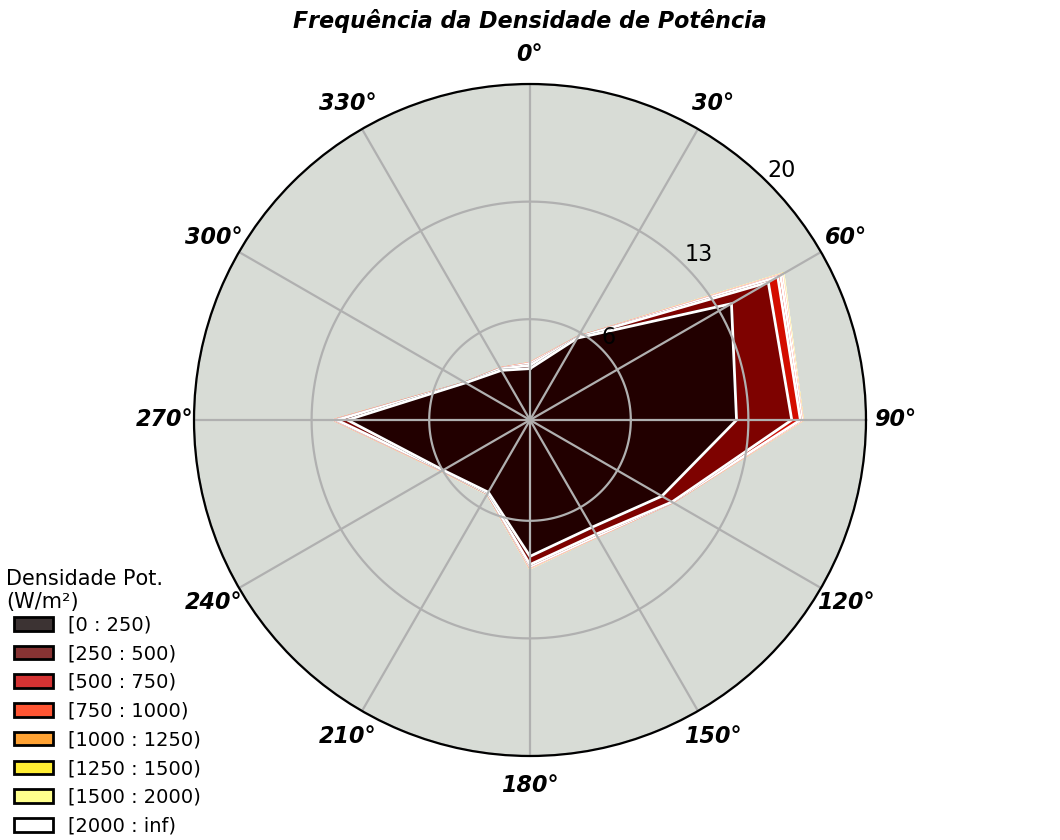 Frequência da Densidade de Potência
0°
330°
30°
20
300°
60°
13
6
270°
90°
240°
120°
210°
150°
180°
Densidade Pot.
(W/m²)
[0 : 250)
[250 : 500)
[500 : 750)
[750 : 1000)
[1000 : 1250)
[1250 : 1500)
[1500 : 2000)
[2000 : inf)